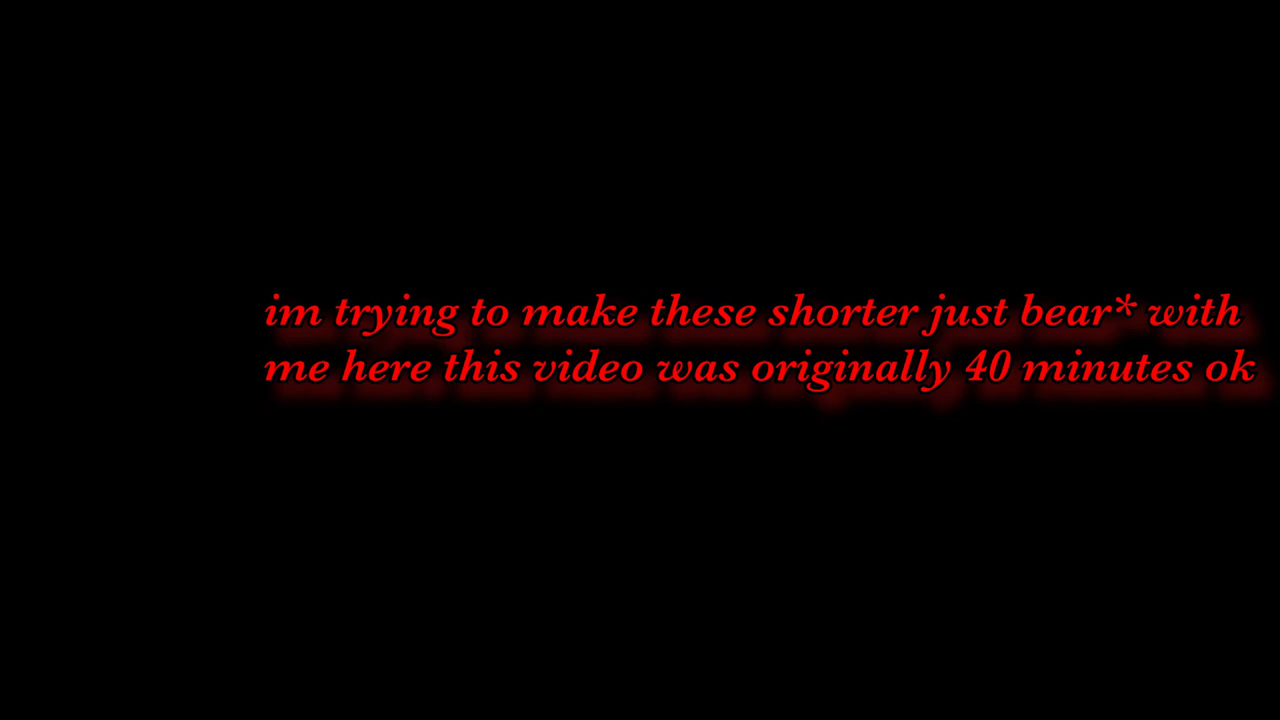 im trying to make these shorter just bear* with
me here this video was originally 40 minutes ok